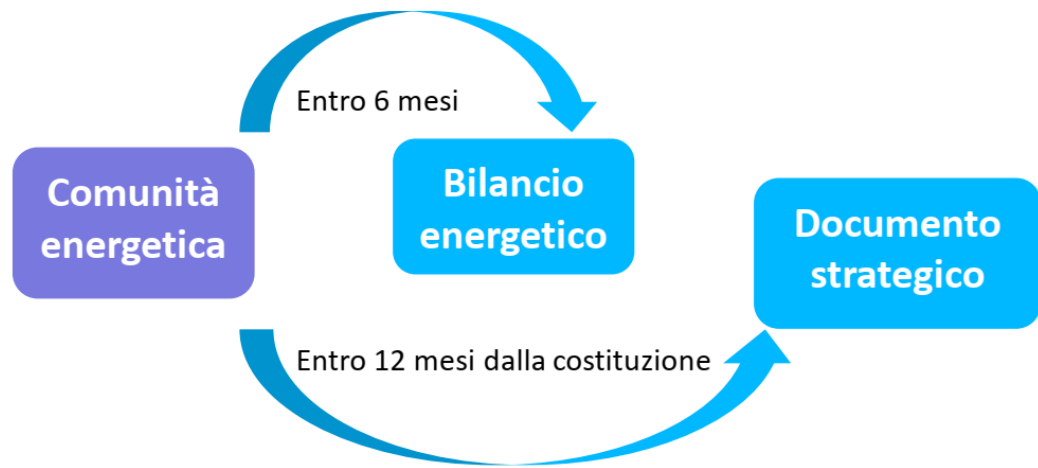 Entro 6 mesi
Comunità
energetica
Bilancio
energetico
Documento
strategico
Entro 12 mesi dalla costituzione